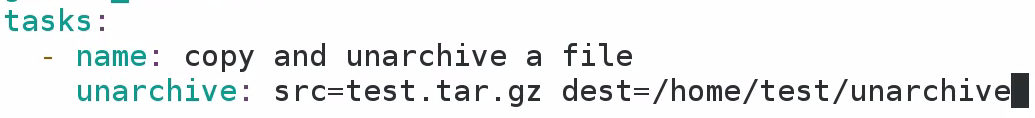 tasks:
  - name: copy and unarchive a file
    unarchive: src=test.tar.gz dest=/home/test/unarchive